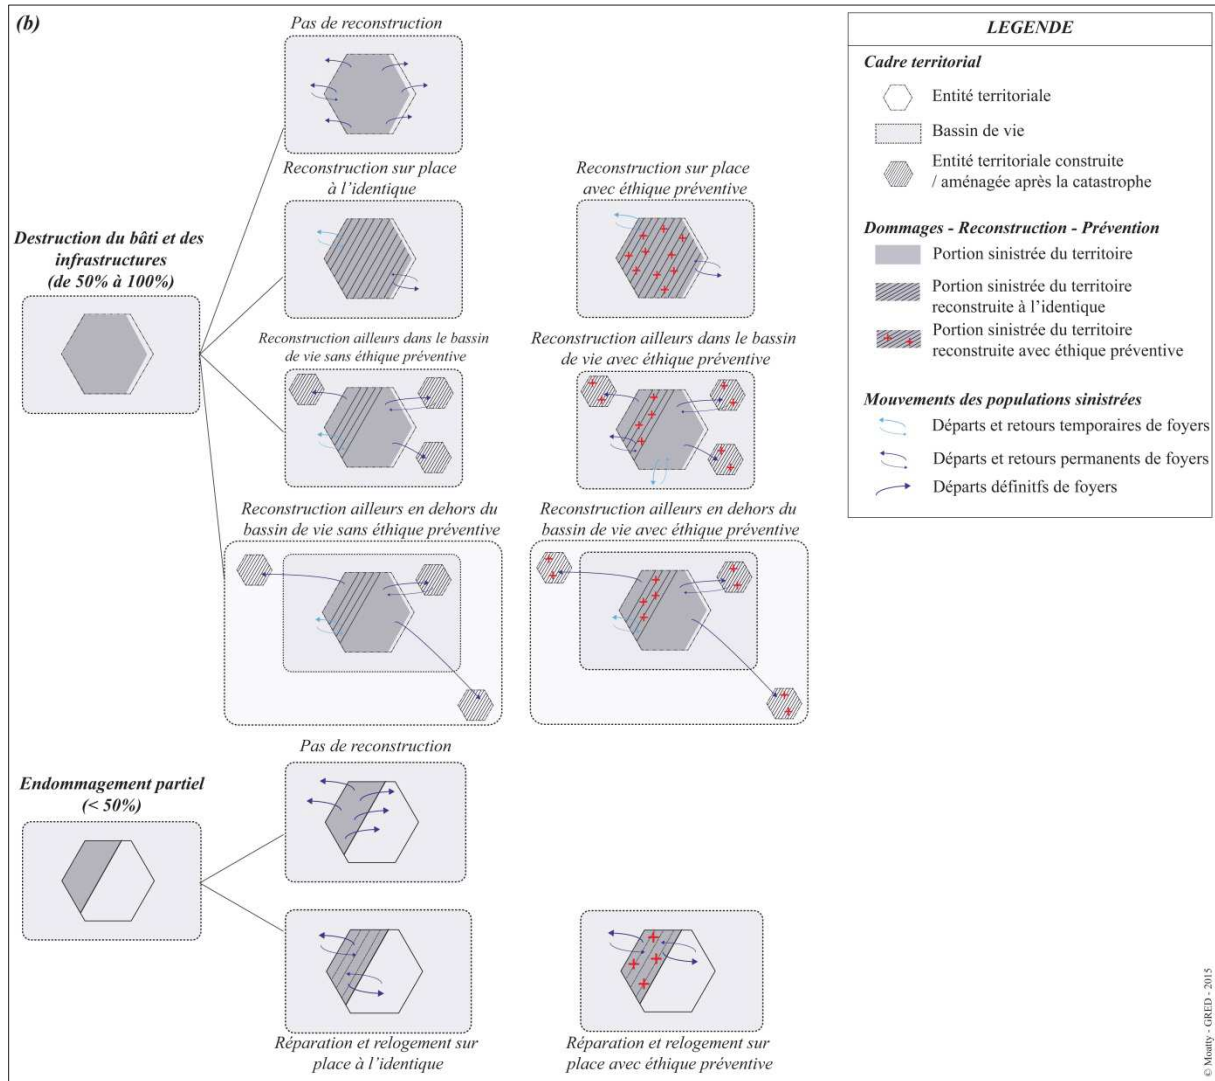 (b)
Pas de reconstruction
Reconstruction sur place
à l’identique
Reconstruction sur place
avec éthique préventive
Destruction du bâti et des
infrastructures
(de 50% à 100%)
Reconstruction ailleurs dans le bassin
de vie sans éthique préventive
Reconstruction ailleurs dans le bassin
de vie avec éthique préventive
Reconstruction ailleurs en dehors du
bassin de vie sans éthique préventive
Reconstruction ailleurs en dehors du
bassin de vie avec éthique préventive
Pas de reconstruction
Endommagement partiel
(< 50%)
Réparation et relogement sur
place à l’identique
Réparation et relogement sur
place avec éthique préventive
LEGENDE
Cadre territorial
Entité territoriale
Bassin de vie
Entité territoriale construite
/ aménagée après la catastrophe
Dommages - Reconstruction - Prévention
Portion sinistrée du territoire
Portion sinistrée du territoire
reconstruite à l’identique
Portion sinistrée du territoire
reconstruite avec éthique préventive
Mouvements des populations sinistrées
Départs et retours temporaires de foyers
Départs et retours permanents de foyers
Départs définitfs de foyers
© Moatty - GRED - 2015